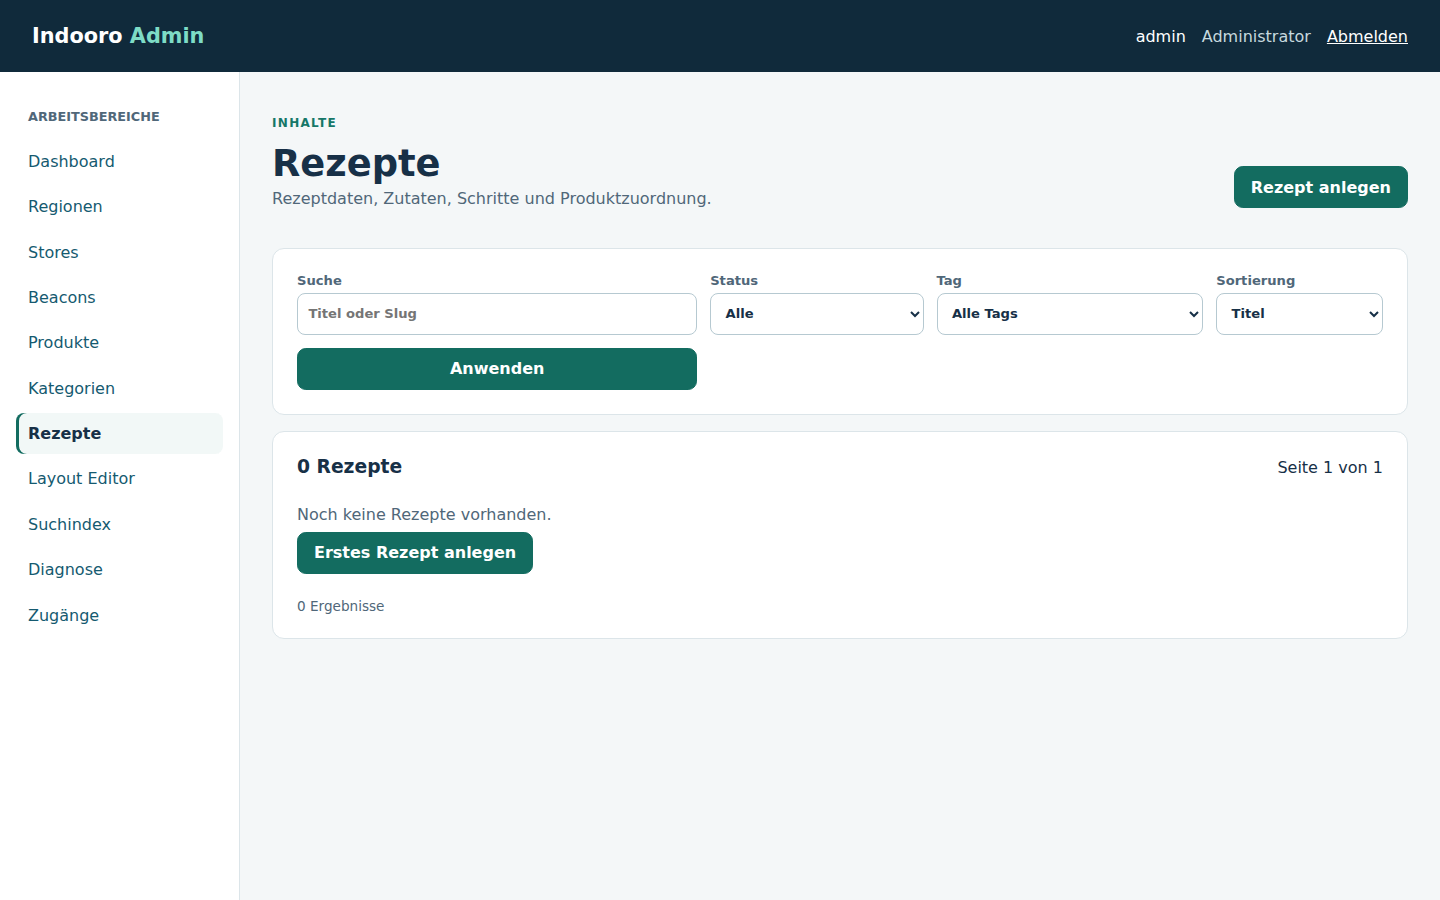 Indooro Admin
admin Administrator Abmelden
ARBEITSBEREICHE
Dashboard
Regionen
Stores
Beacons
Produkte
Kategorien
Rezepte
Layout Editor
Suchindex
Diagnose
Zugänge
INHALTE
Rezepte
Rezeptdaten, Zutaten, Schritte und Produktzuordnung.
Rezept anlegen
Suche Status Tag Sortierung
Titel oder Slug Alle Alle Tags Titel
Anwenden
0 Rezepte Seite 1 von 1
Noch keine Rezepte vorhanden.
Erstes Rezept anlegen
0 Ergebnisse